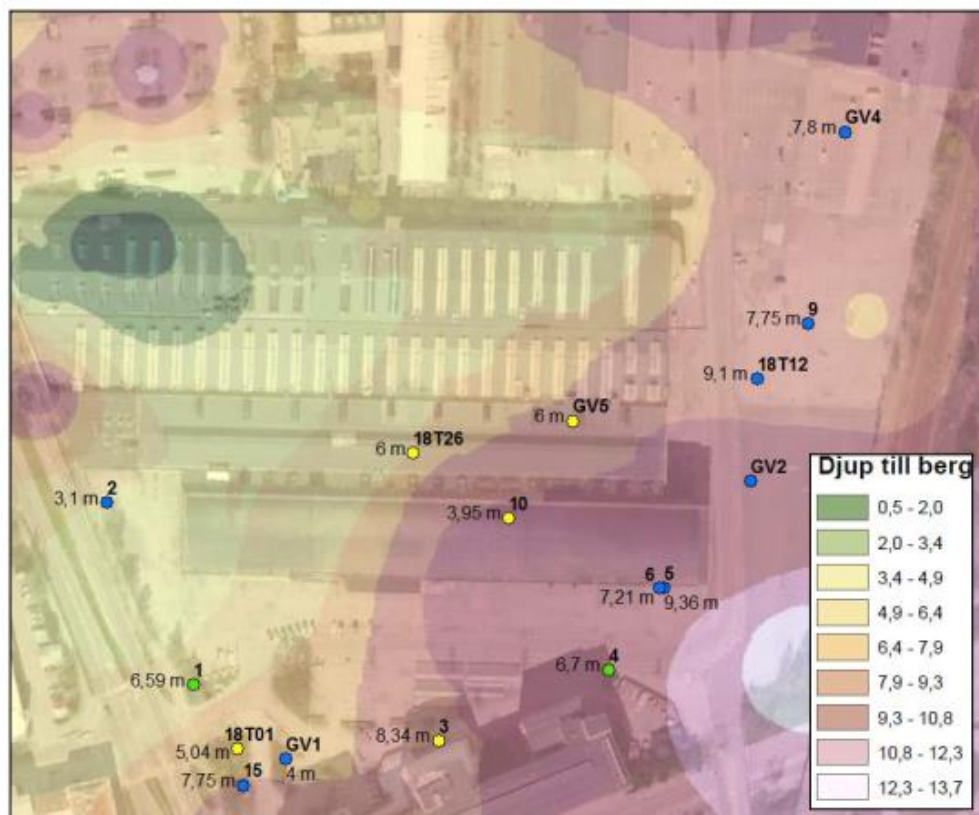 GV4
7,8 m
9
7,75 m
18T12
9,1 m
GV5
6 m
18T26
6 m
GV2
2
3,1 m
10
3,95 m
6 5
7,21 m 9,36 m
4
6,7 m
1
6,59 m
3
8,34 m
18T01
5,04 m
GV1
4 m
15
7,75 m
Djup till berg
0,5 - 2,0
2,0 - 3,4
3,4 - 4,9
4,9 - 6,4
6,4 - 7,9
7,9 - 9,3
9,3 - 10,8
10,8 - 12,3
12,3 - 13,7